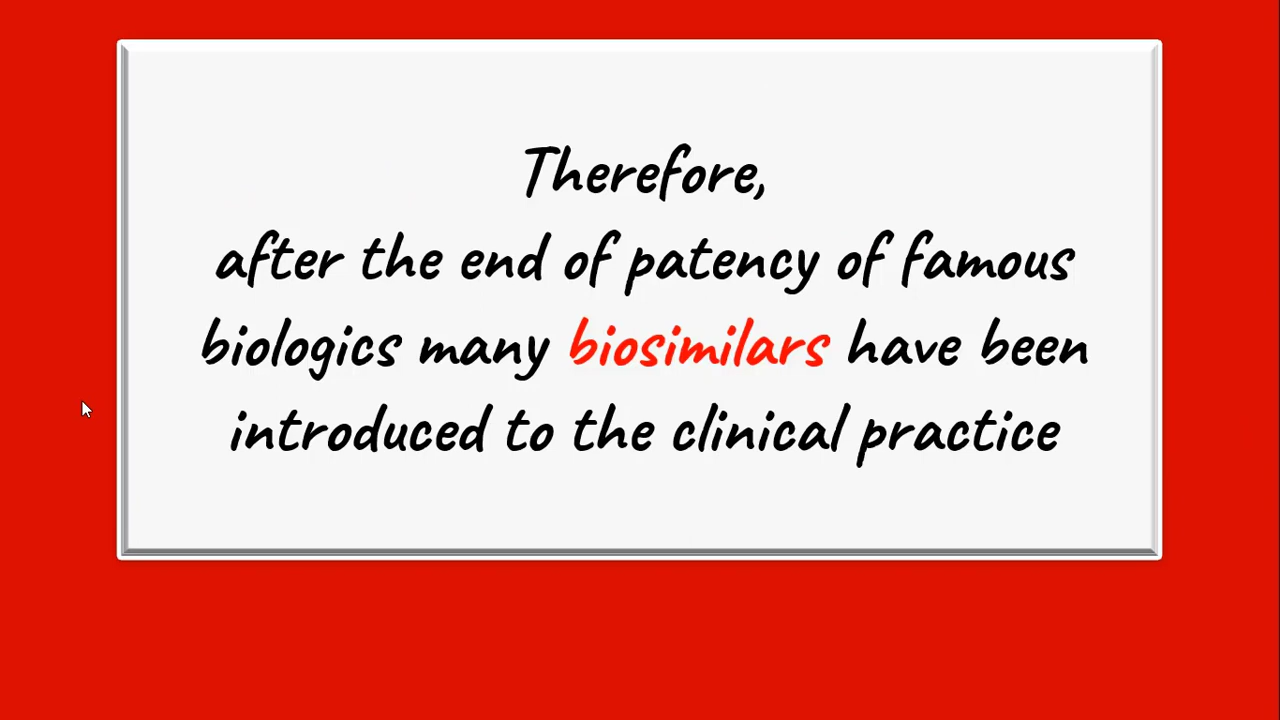 Therefore,
after the end of patency of famous
biologics many biosimilars have been
introduced to the clinical practice